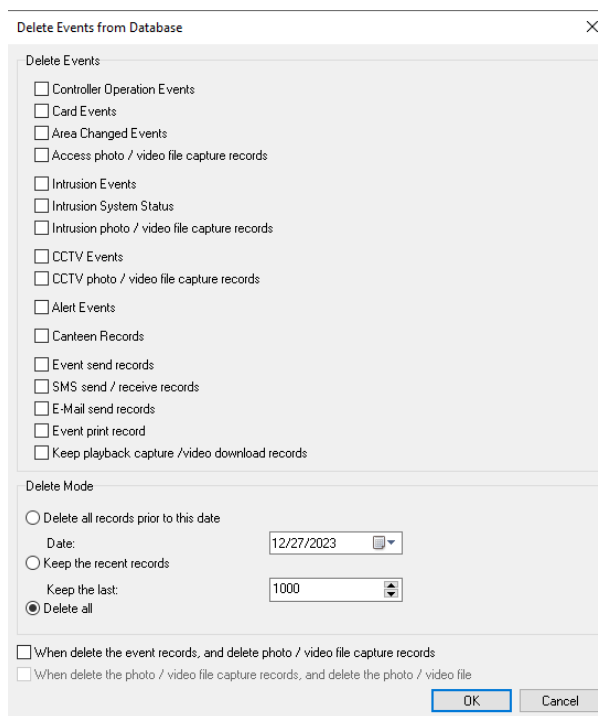 Delete Events from Database
Delete Events
Controller Operation Events
Card Events
Area Changed Events
Access photo / video file capture records
Intrusion Events
Intrusion System Status
Intrusion photo / video file capture records
CCTV Events
CCTV photo / video file capture records
Alert Events
Canteen Records
Event send records
SMS send / receive records
E-Mail send records
Event print record
Keep playback capture /video download records
Delete Mode
Delete all records prior to this date
Date: 12/27/2023
Keep the recent records
Keep the last: 1000
Delete all
When delete the event records, and delete photo / video file capture records
When delete the photo / video file capture records, and delete the photo / video file
OK Cancel